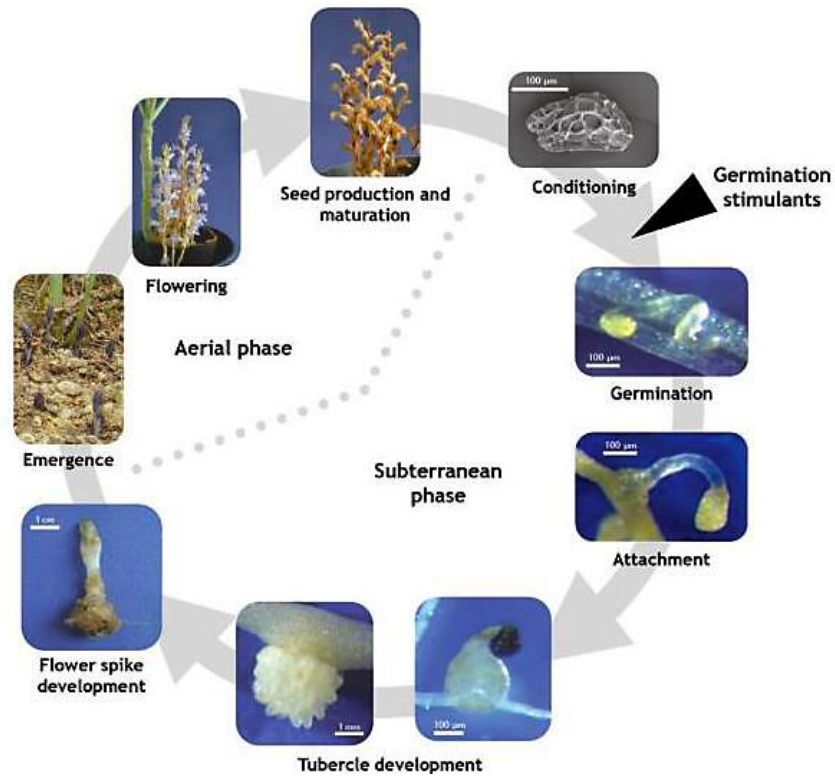 100 µm
Conditioning
Germination
stimulants
100 µm
Germination
100 µm
Attachment
100 µm
1 mm
Tubercle development
1 cm
Flower spike
development
Emergence
Flowering
Seed production and
maturation
Aerial phase
Subterranean
phase